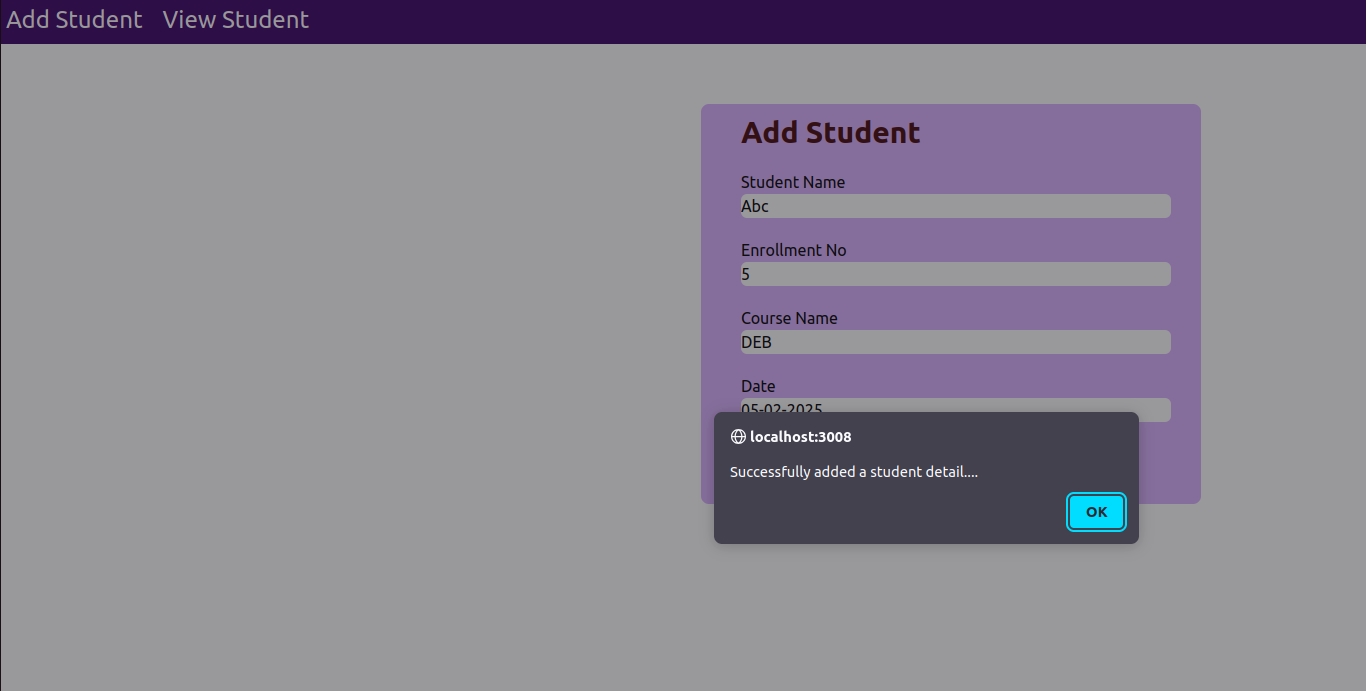 Add Student View Student
Add Student
Student Name
Abc
Enrollment No
5
Course Name
DEB
Date
05-02-2025
localhost:3008
Successfully added a student detail....
OK